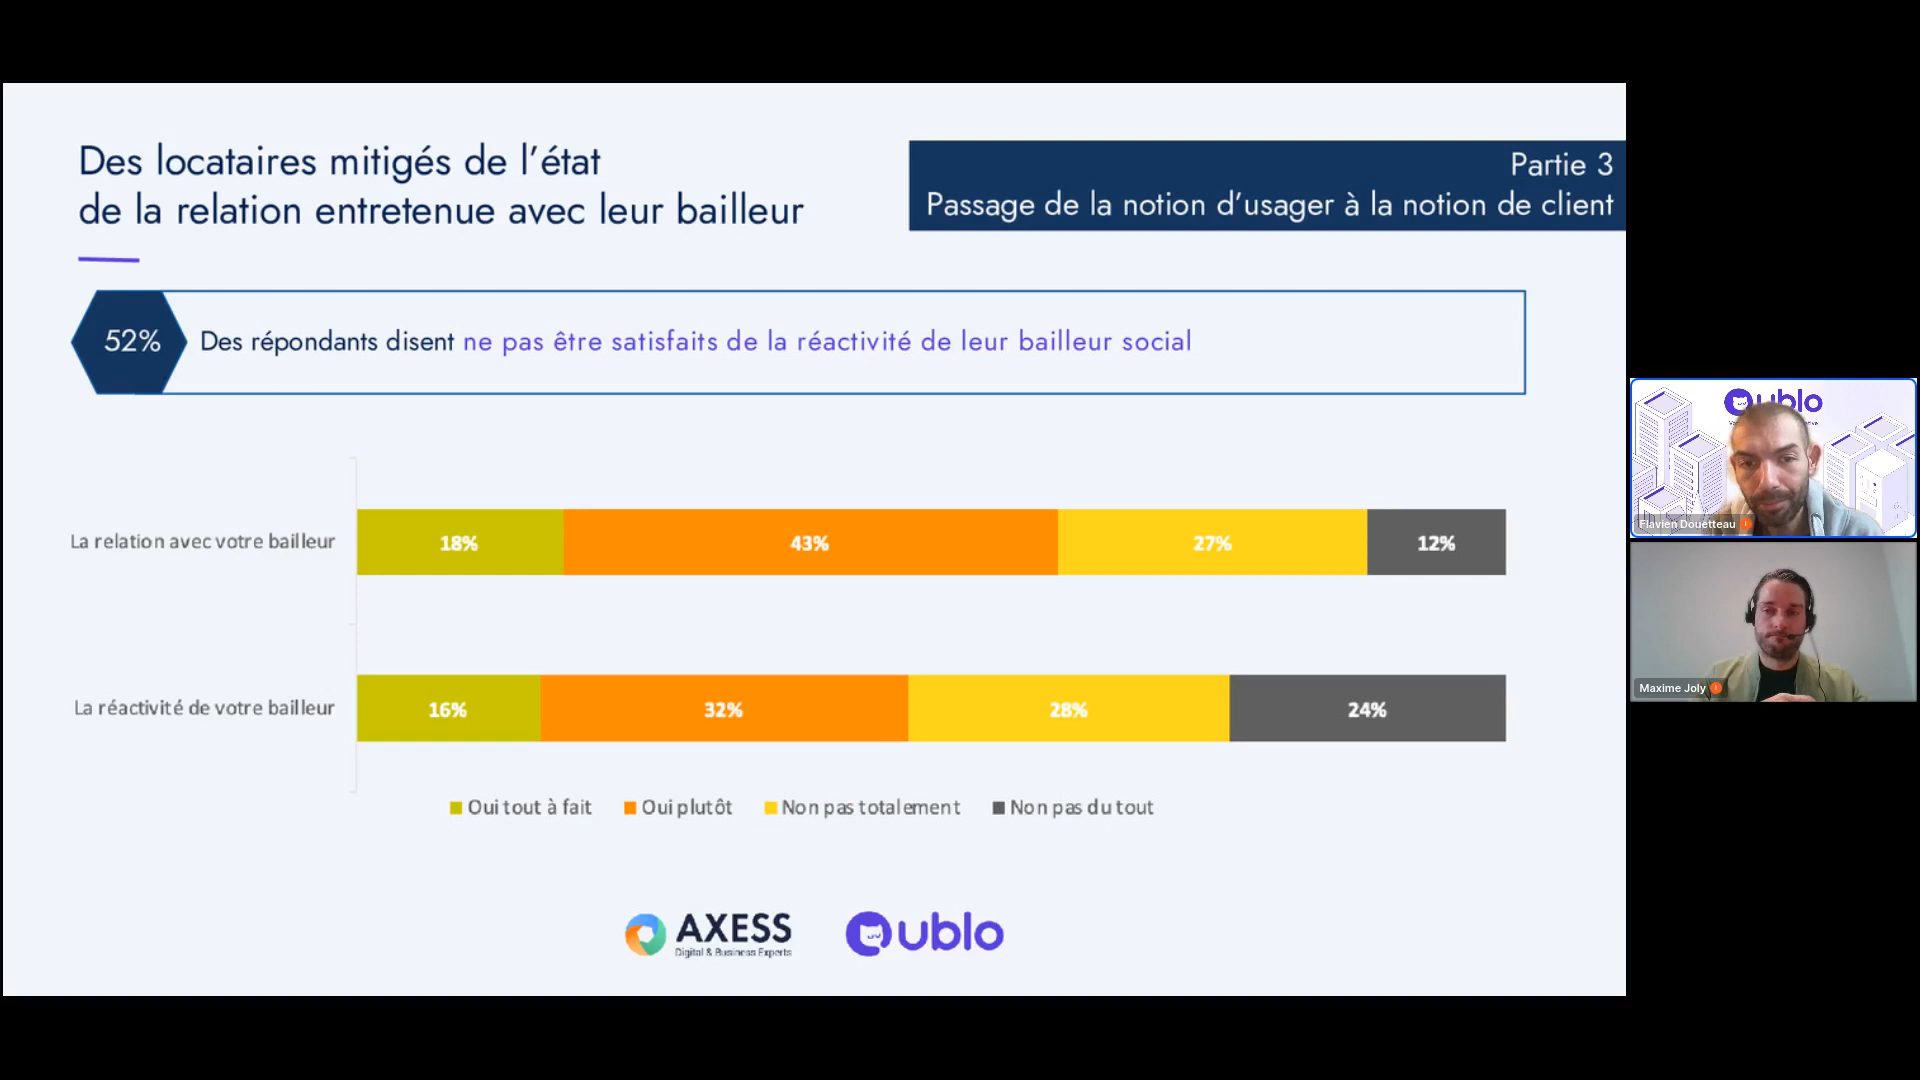 Des locataires mitigés de l'état
de la relation entretenue avec leur bailleur
Partie 3
Passage de la notion d'usager à la notion de client
52%
Des répondants disent ne pas être satisfaits de la réactivité de leur bailleur social
La relation avec votre bailleur
18%
43%
27%
12%
La réactivité de votre bailleur
16%
32%
28%
24%
Oui tout à fait
Oui plutôt
Non pas totalement
Non pas du tout
AXESS
Digital & Business Experts
ublo
ublo
Flavien Douetteau
Maxime Joly